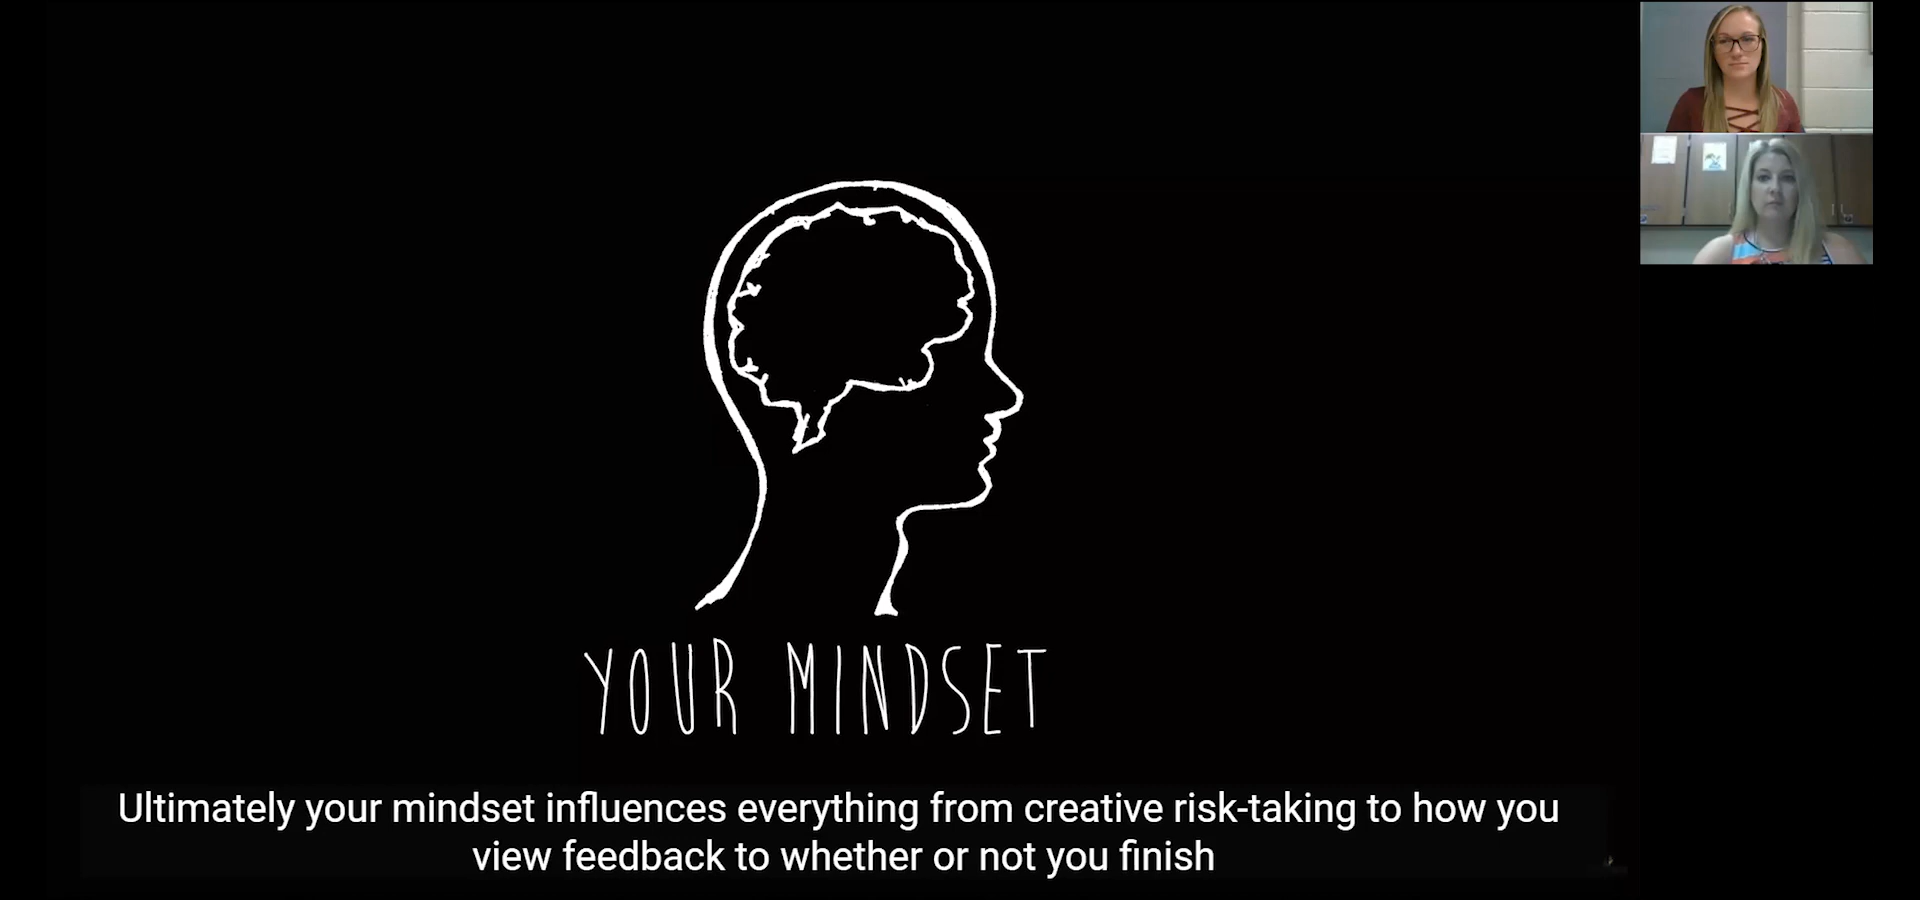 YOUR MINDSET
Ultimately your mindset influences everything from creative risk-taking to how you
view feedback to whether or not you finish